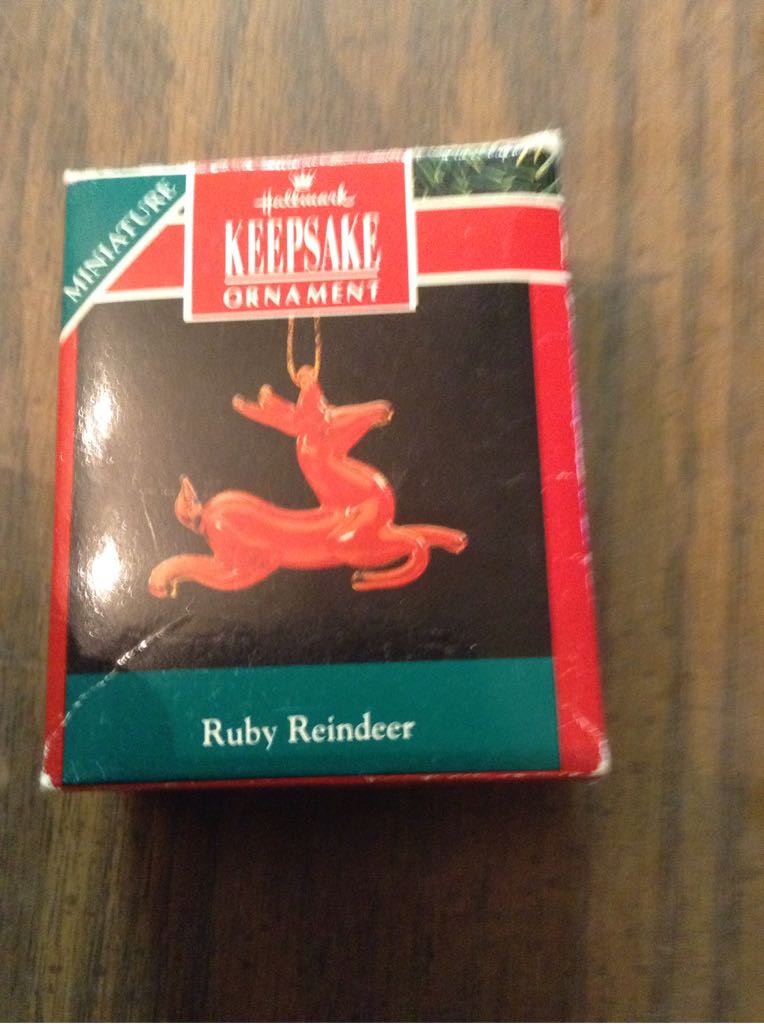 MINIATURE
Hallmark
KEEPSAKE
ORNAMENT
Ruby Reindeer